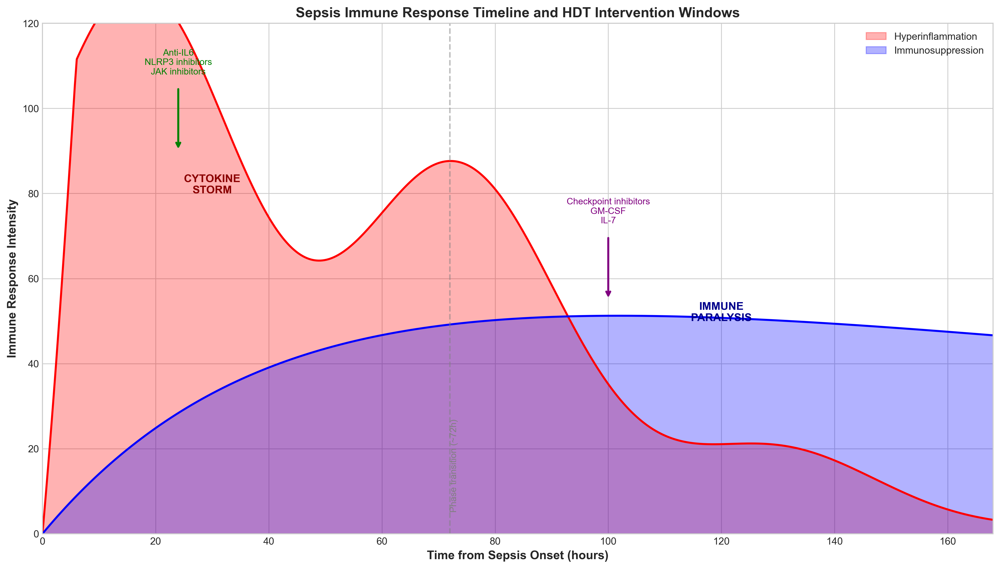 Sepsis Immune Response Timeline and HDT Intervention Windows
120
100
80
60
40
20
0
Immune Response Intensity
Anti-IL6
NLRP3 inhibitors
JAK inhibitors
CYTOKINE
STORM
Phase transition (~72h)
Checkpoint inhibitors
GM-CSF
IL-7
IMMUNE
PARALYSIS
Hyperinflammation
Immunosuppression
0
20
40
60
80
100
120
140
160
Time from Sepsis Onset (hours)